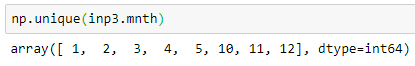 np.unique(inp3.mnth)
array([ 1,  2,  3,  4,  5, 10, 11, 12], dtype=int64)